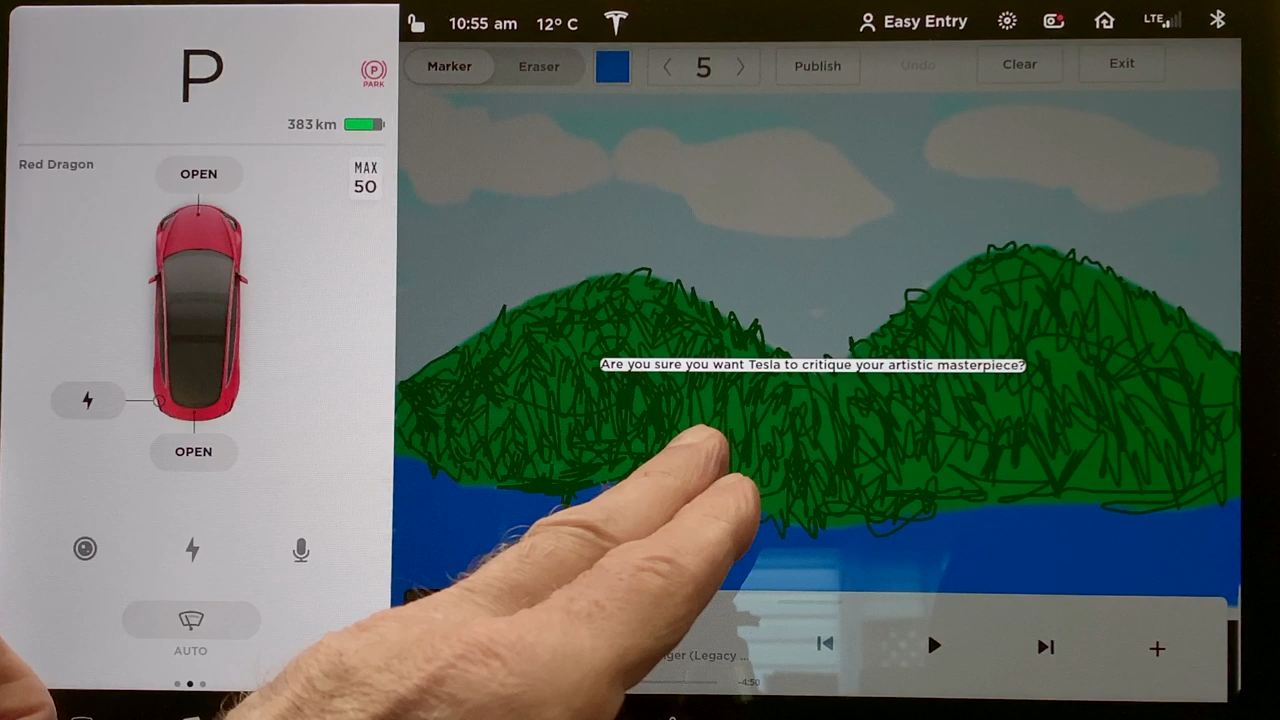 10:55 am 12° C Easy Entry LTE
P
PARK
383 km
Marker Eraser 5 Publish Undo Clear Exit
Red Dragon
OPEN
MAX
50
Are you sure you want Tesla to critique your artistic masterpiece?
OPEN
AUTO
(Legacy ...
-4:50